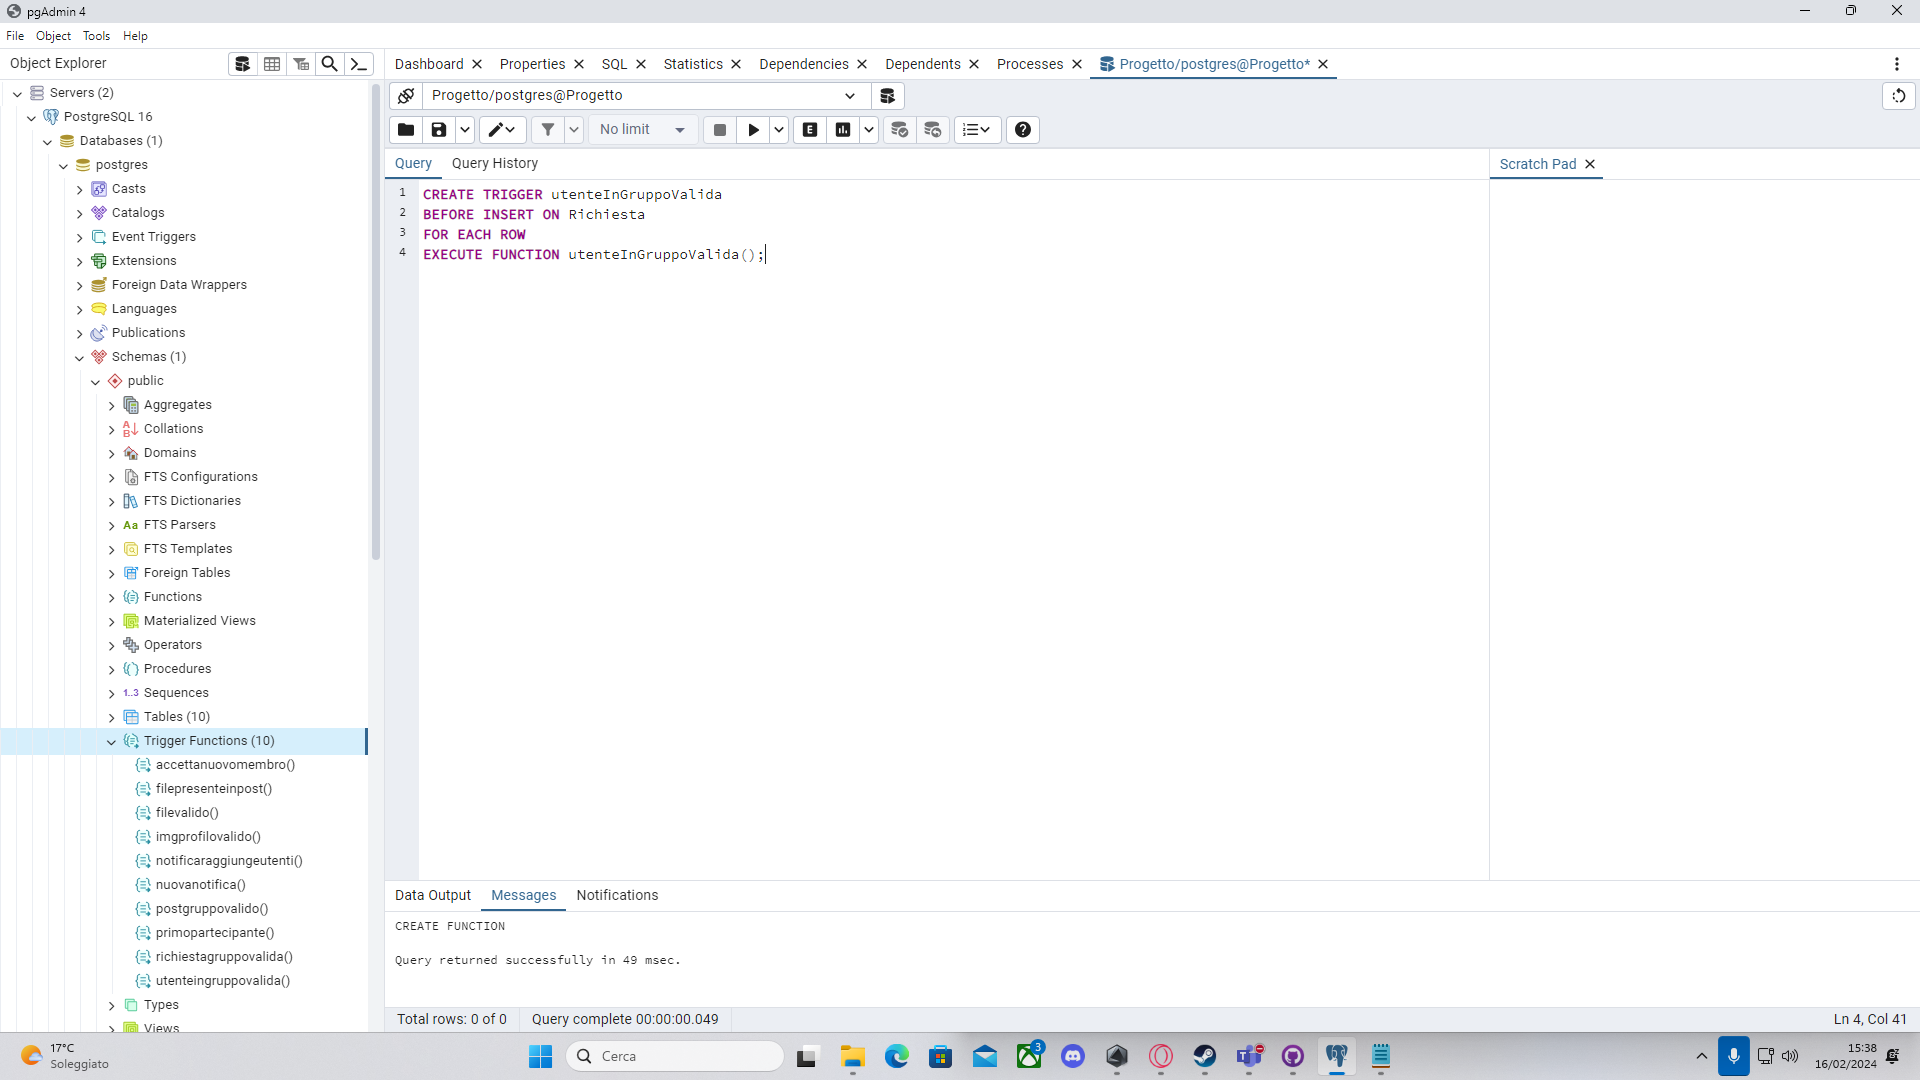 pgAdmin 4
File Object Tools Help
Object Explorer
Dashboard Properties SQL Statistics Dependencies Dependents Processes Progetto/postgres@Progetto*
Servers (2)
PostgreSQL 16
Databases (1)
postgres
Casts
Catalogs
Event Triggers
Extensions
Foreign Data Wrappers
Languages
Publications
Schemas (1)
public
Aggregates
Collations
Domains
FTS Configurations
FTS Dictionaries
Aa FTS Parsers
FTS Templates
Foreign Tables
Functions
Materialized Views
Operators
Procedures
1..3 Sequences
Tables (10)
Trigger Functions (10)
accettanuovomembro()
filepresenteinpost()
filevalido()
imgprofilovalido()
notificaraggiungeutenti()
nuovanotifica()
postgruppovalido()
primopartecipante()
richiestagruppovalida()
utenteingruppovalida()
Types
Views
Progetto/postgres@Progetto
No limit
E
Query Query History
Scratch Pad
1 CREATE TRIGGER utenteInGruppoValida
2 BEFORE INSERT ON Richiesta
3 FOR EACH ROW
4 EXECUTE FUNCTION utenteInGruppoValida();
Data Output Messages Notifications
CREATE FUNCTION
Query returned successfully in 49 msec.
Total rows: 0 of 0 Query complete 00:00:00.049 Ln 4, Col 41
17°C
Soleggiato
Cerca
3
15:38
16/02/2024